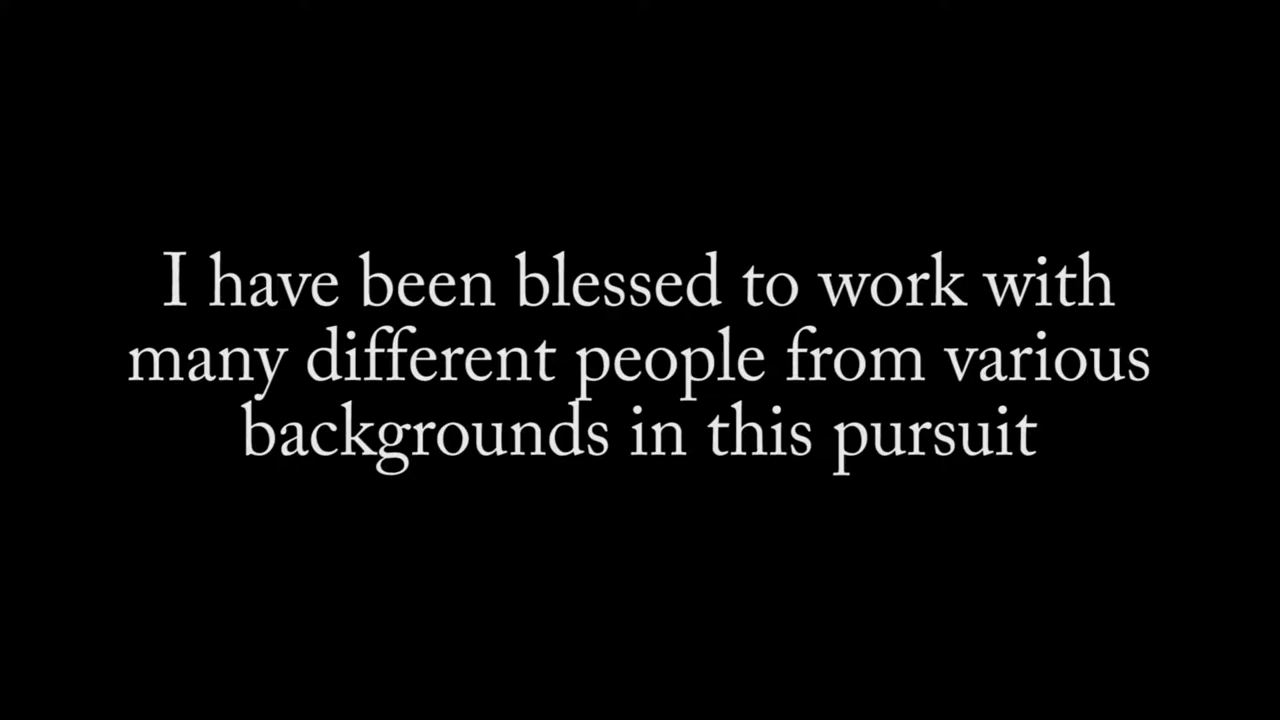 I have been blessed to work with
many different people from various
backgrounds in this pursuit